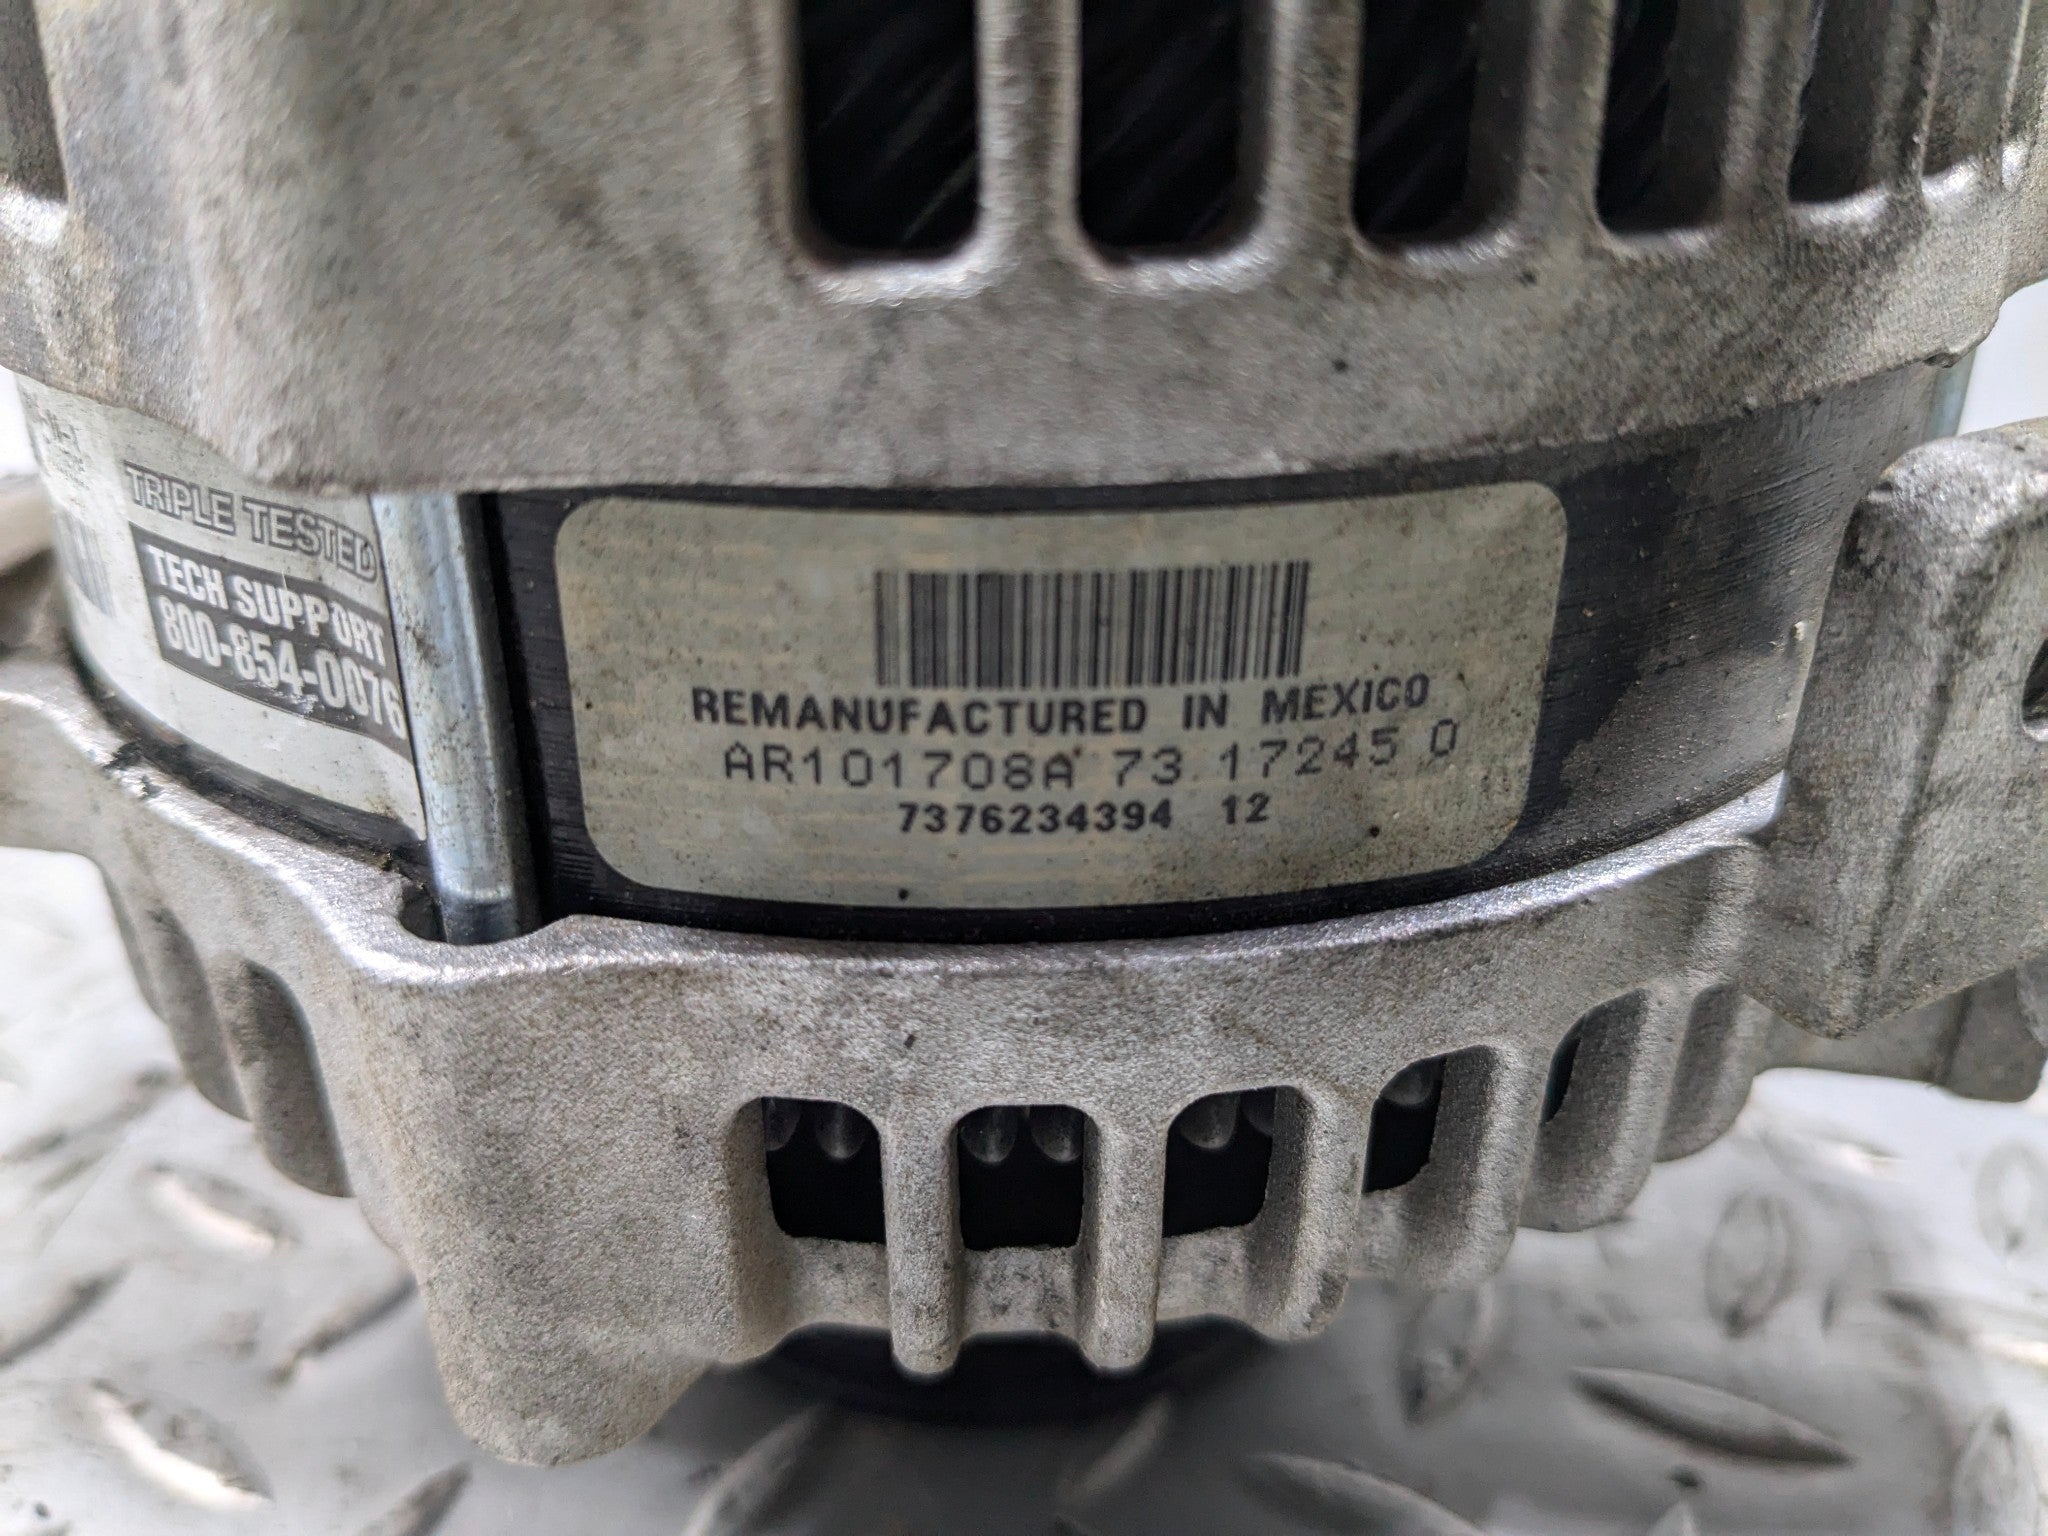 TRIPLE TESTED
TECH SUPPORT
800-854-0076
REMANUFACTURED IN MEXICO
AR101708A 73 17245 0
7376234394 12